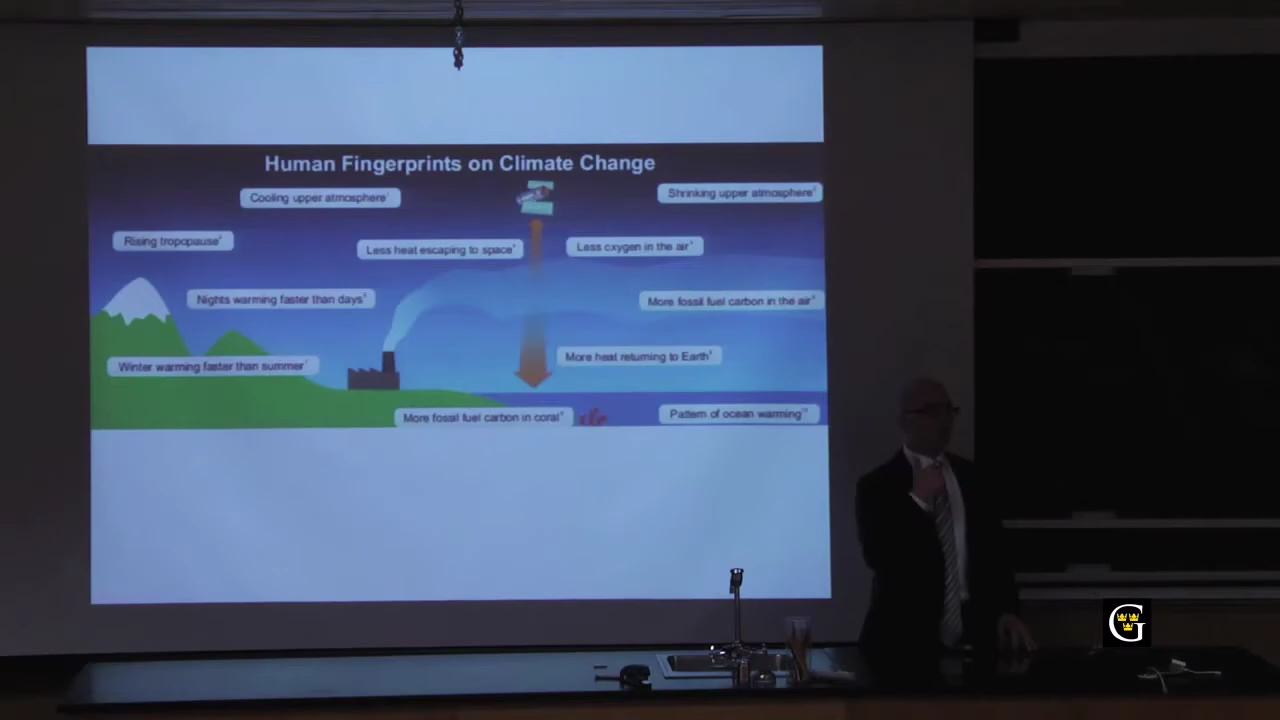 Human Fingerprints on Climate Change
Cooling upper atmosphere
Shrinking upper atmosphere
Rising tropopause
Less heat escaping to space
Less oxygen in the air
Nights warming faster than days
More fossil fuel carbon in the air
Winter warming faster than summer
More heat returning to Earth
More fossil fuel carbon in coral
Pattern of ocean warming
G